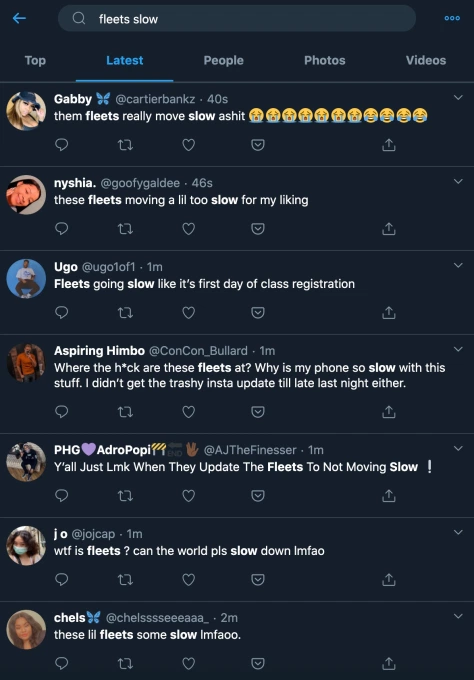 fleets slow
Top Latest People Photos Videos
Gabby 🦋 @cartierbankz · 40s
them fleets really move slow ashit 😭😭😭😭😭😭😭😂😂😂😂
nyshia. @goofygaldee · 46s
these fleets moving a lil too slow for my liking
Ugo @ugo1of1 · 1m
Fleets going slow like it's first day of class registration
Aspiring Himbo @ConCon_Bullard · 1m
Where the h*ck are these fleets at? Why is my phone so slow with this
stuff. I didn't get the trashy insta update till late last night either.
PHG💜AdroPopi🚧🔚🖖🏾 @AJTheFinesser · 1m
Y'all Just Lmk When They Update The Fleets To Not Moving Slow ❕
j o @jojcap · 1m
wtf is fleets ? can the world pls slow down lmfao
chels🦋 @chelsssseeeaaa_ · 2m
these lil fleets some slow lmfaoo.